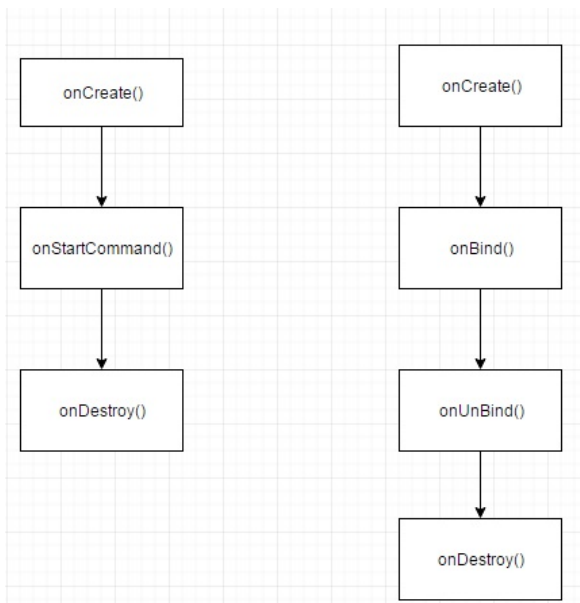 onCreate()
onStartCommand()
onDestroy()
onCreate()
onBind()
onUnBind()
onDestroy()